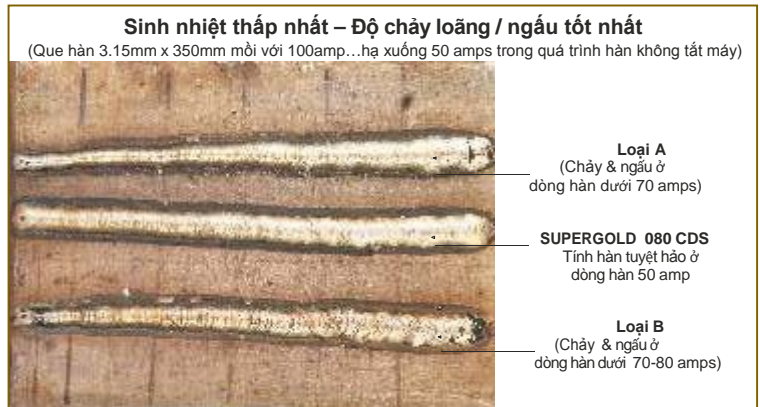 Sinh nhiệt thấp nhất – Độ chảy loãng / ngấu tốt nhất
(Que hàn 3.15mm x 350mm mồi với 100amp…hạ xuống 50 amps trong quá trình hàn không tắt máy)
Loại A
(Chảy & ngấu ở
dòng hàn dưới 70 amps)
SUPERGOLD 080 CDS
Tính hàn tuyệt hảo ở
dòng hàn 50 amp
Loại B
(Chảy & ngấu ở
dòng hàn dưới 70-80 amps)